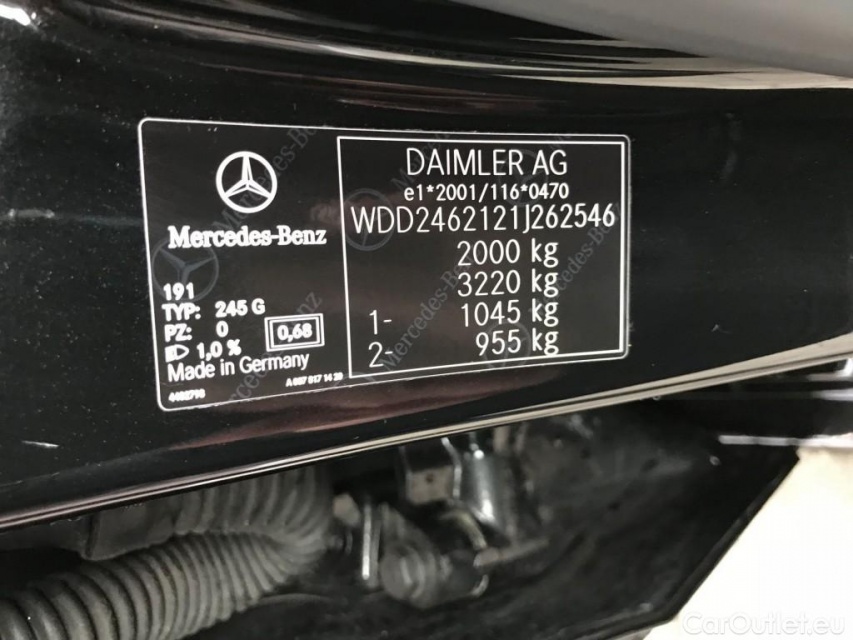 Mercedes-Benz
191
TYP: 245 G
PZ: 0
0,68
1,0 %
Made in Germany
DAIMLER AG
e1*2001/116*0470
WDD2462121J262546
2000 kg
3220 kg
1- 1045 kg
2- 955 kg
CarOutlet.eu